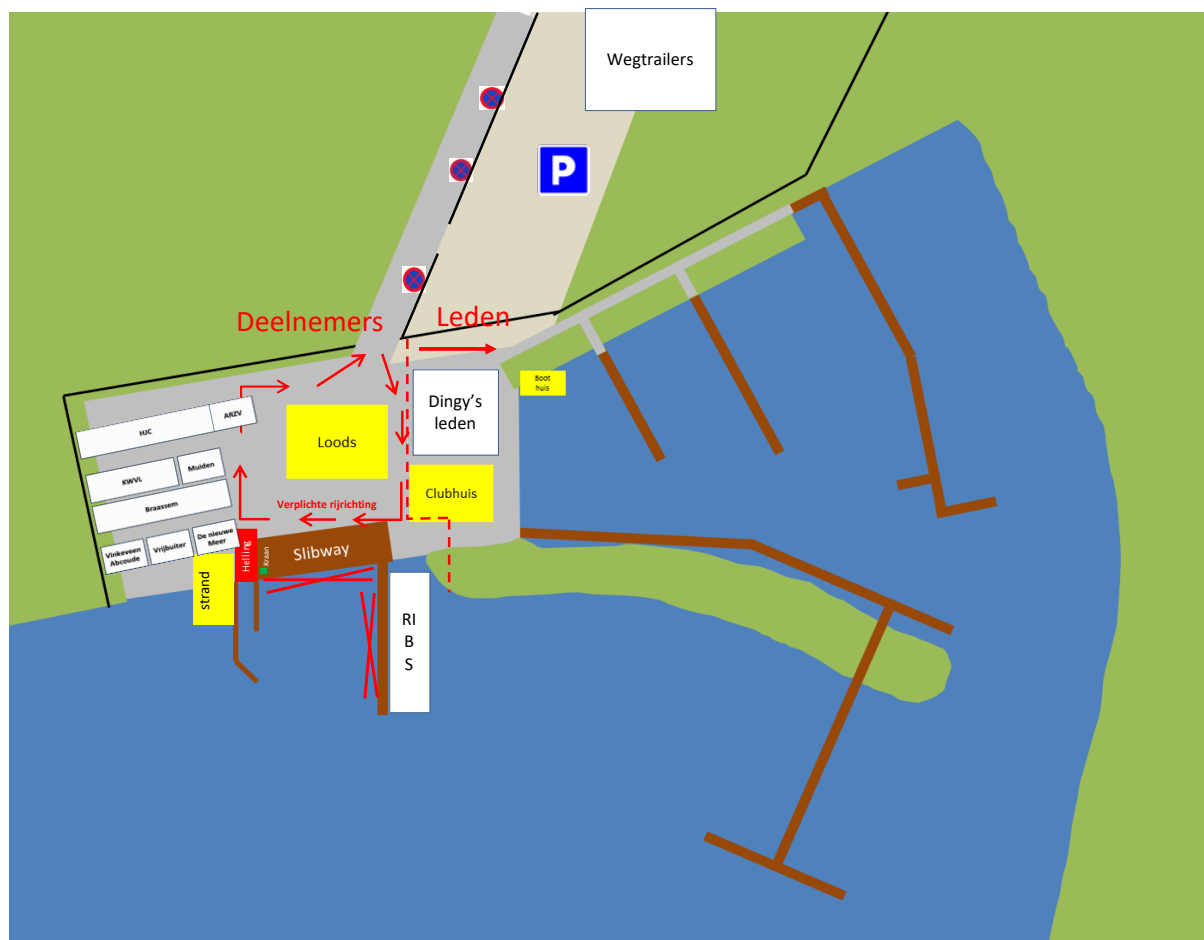 Wegtrailers
P
Deelnemers
Leden
Boot
huis
Dingy's
leden
ARZV
HJC
Loods
Muiden
KWVL
Clubhuis
Braassem
Verplichte rijrichting
De nieuwe
Meer
Vrijbuiter
Vinkeveen
Abcoude
Helling
Kraan
Slibway
strand
RI
B
S